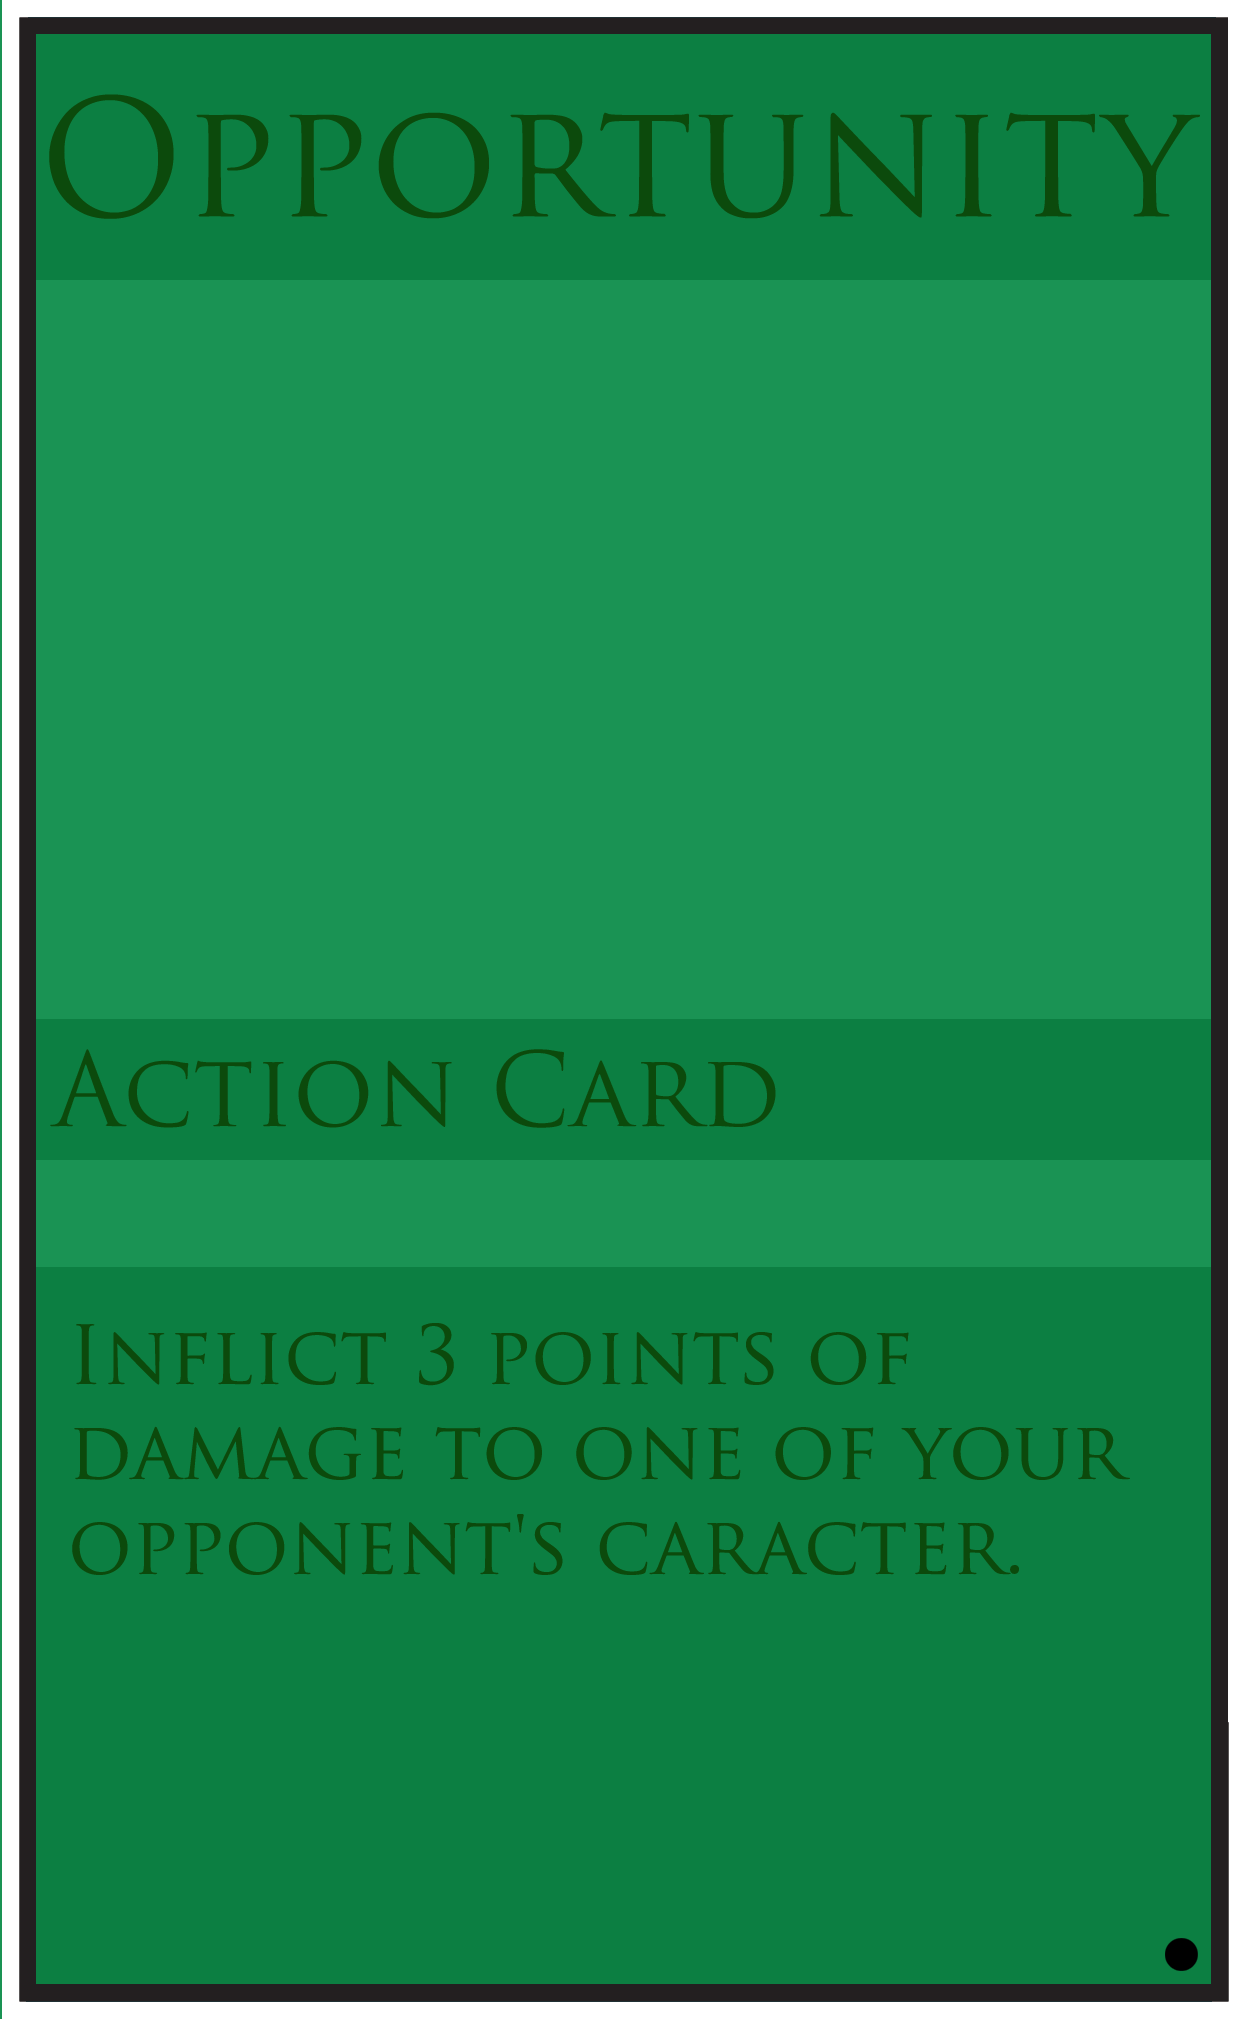 Opportunity
Action Card
Inflict 3 points of
damage to one of your
opponent's caracter.